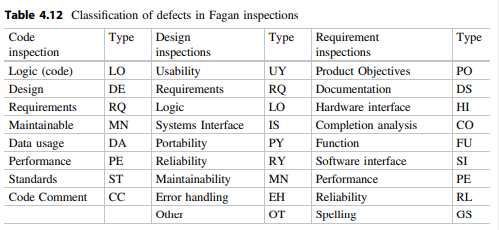 Table 4.12 Classification of defects in Fagan inspections
Code inspection Type Design inspections Type Requirement inspections Type
Logic (code) LO Usability UY Product Objectives PO
Design DE Requirements RQ Documentation DS
Requirements RQ Logic LO Hardware interface HI
Maintainable MN Systems Interface IS Completion analysis CO
Data usage DA Portability PY Function FU
Performance PE Reliability RY Software interface SI
Standards ST Maintainability MN Performance PE
Code Comment CC Error handling EH Reliability RL
Other OT Spelling GS